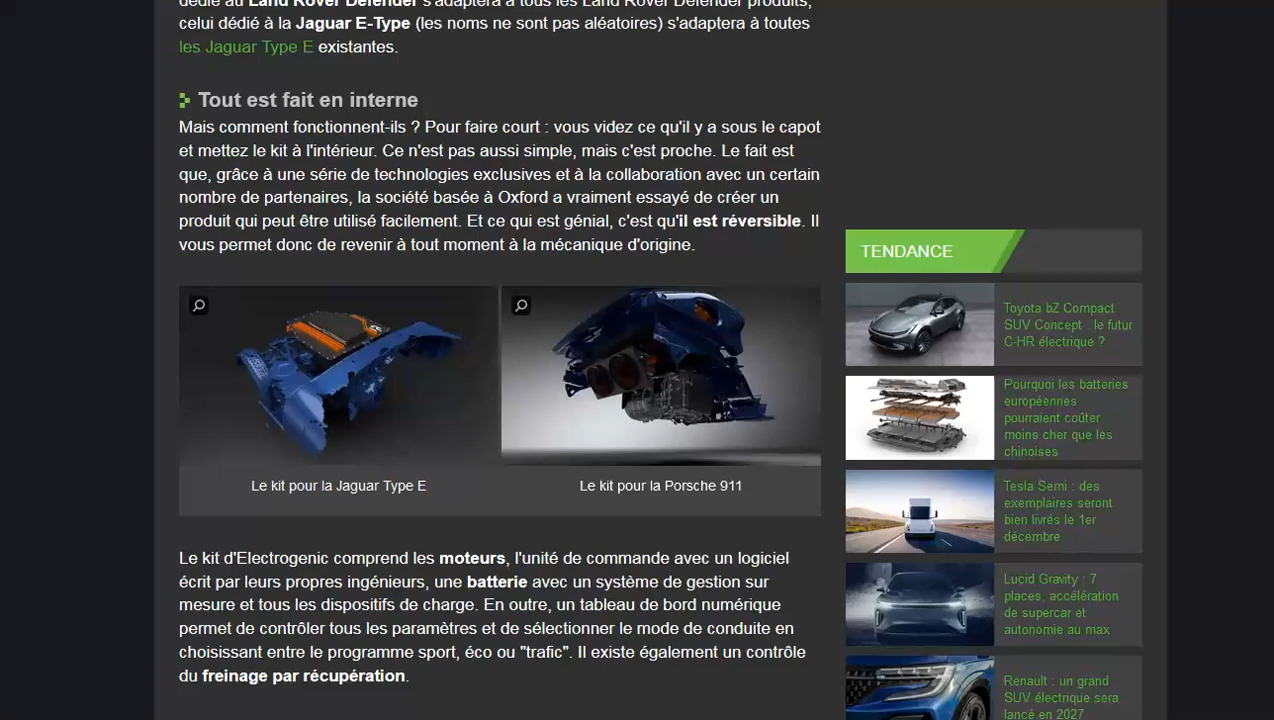 dédié au Land Rover Defender s'adaptera à tous les Land Rover Defender produits,
celui dédié à la Jaguar E-Type (les noms ne sont pas aléatoires) s'adaptera à toutes
les Jaguar Type E existantes.
Tout est fait en interne
Mais comment fonctionnent-ils ? Pour faire court : vous videz ce qu'il y a sous le capot
et mettez le kit à l'intérieur. Ce n'est pas aussi simple, mais c'est proche. Le fait est
que, grâce à une série de technologies exclusives et à la collaboration avec un certain
nombre de partenaires, la société basée à Oxford a vraiment essayé de créer un
produit qui peut être utilisé facilement. Et ce qui est génial, c'est qu'il est réversible. Il
vous permet donc de revenir à tout moment à la mécanique d'origine.
Le kit pour la Jaguar Type E
Le kit pour la Porsche 911
Le kit d'Electrogenic comprend les moteurs, l'unité de commande avec un logiciel
écrit par leurs propres ingénieurs, une batterie avec un système de gestion sur
mesure et tous les dispositifs de charge. En outre, un tableau de bord numérique
permet de contrôler tous les paramètres et de sélectionner le mode de conduite en
choisissant entre le programme sport, éco ou "trafic". Il existe également un contrôle
du freinage par récupération.
TENDANCE
Toyota bZ Compact
SUV Concept : le futur
C-HR électrique ?
Pourquoi les batteries
européennes
pourraient coûter
moins cher que les
chinoises
Tesla Semi : des
exemplaires seront
bien livrés le 1er
décembre
Lucid Gravity : 7
places, accélération
de supercar et
autonomie au max
Renault : un grand
SUV électrique sera
lancé en 2027